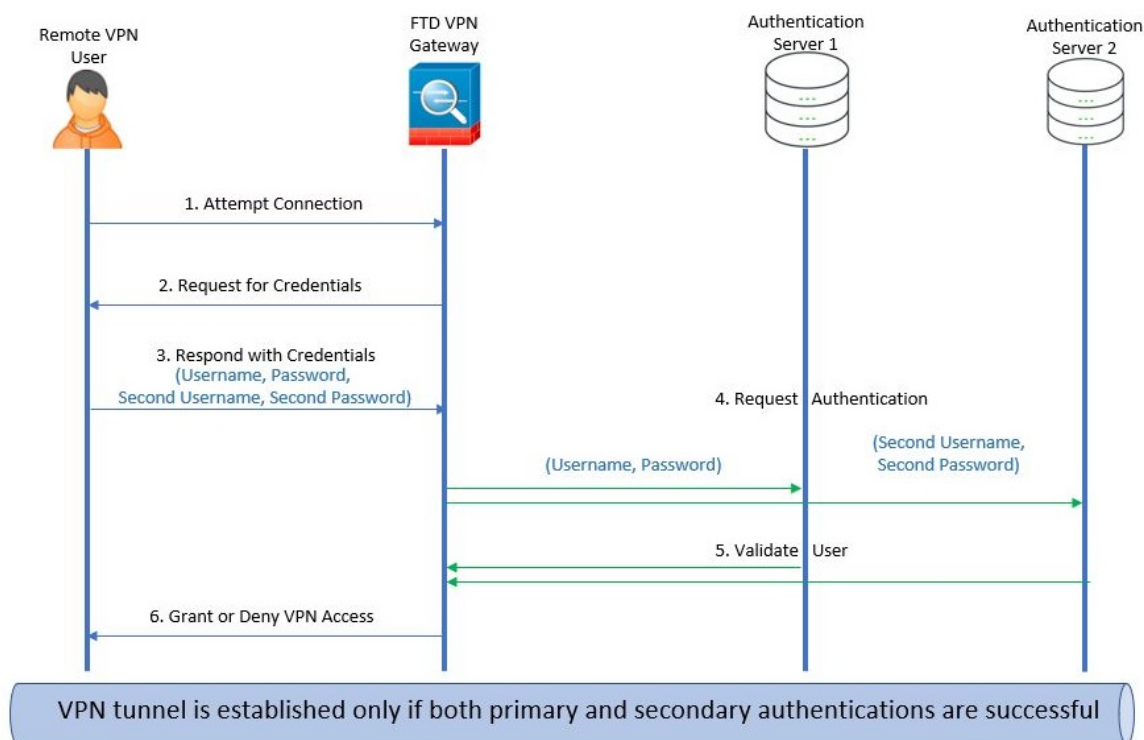 Remote VPN
User
FTD VPN
Gateway
Authentication
Server 1
Authentication
Server 2
1. Attempt Connection
2. Request for Credentials
3. Respond with Credentials
(Username, Password,
Second Username, Second Password)
4. Request Authentication
(Username, Password)
(Second Username,
Second Password)
5. Validate User
6. Grant or Deny VPN Access
VPN tunnel is established only if both primary and secondary authentications are successful